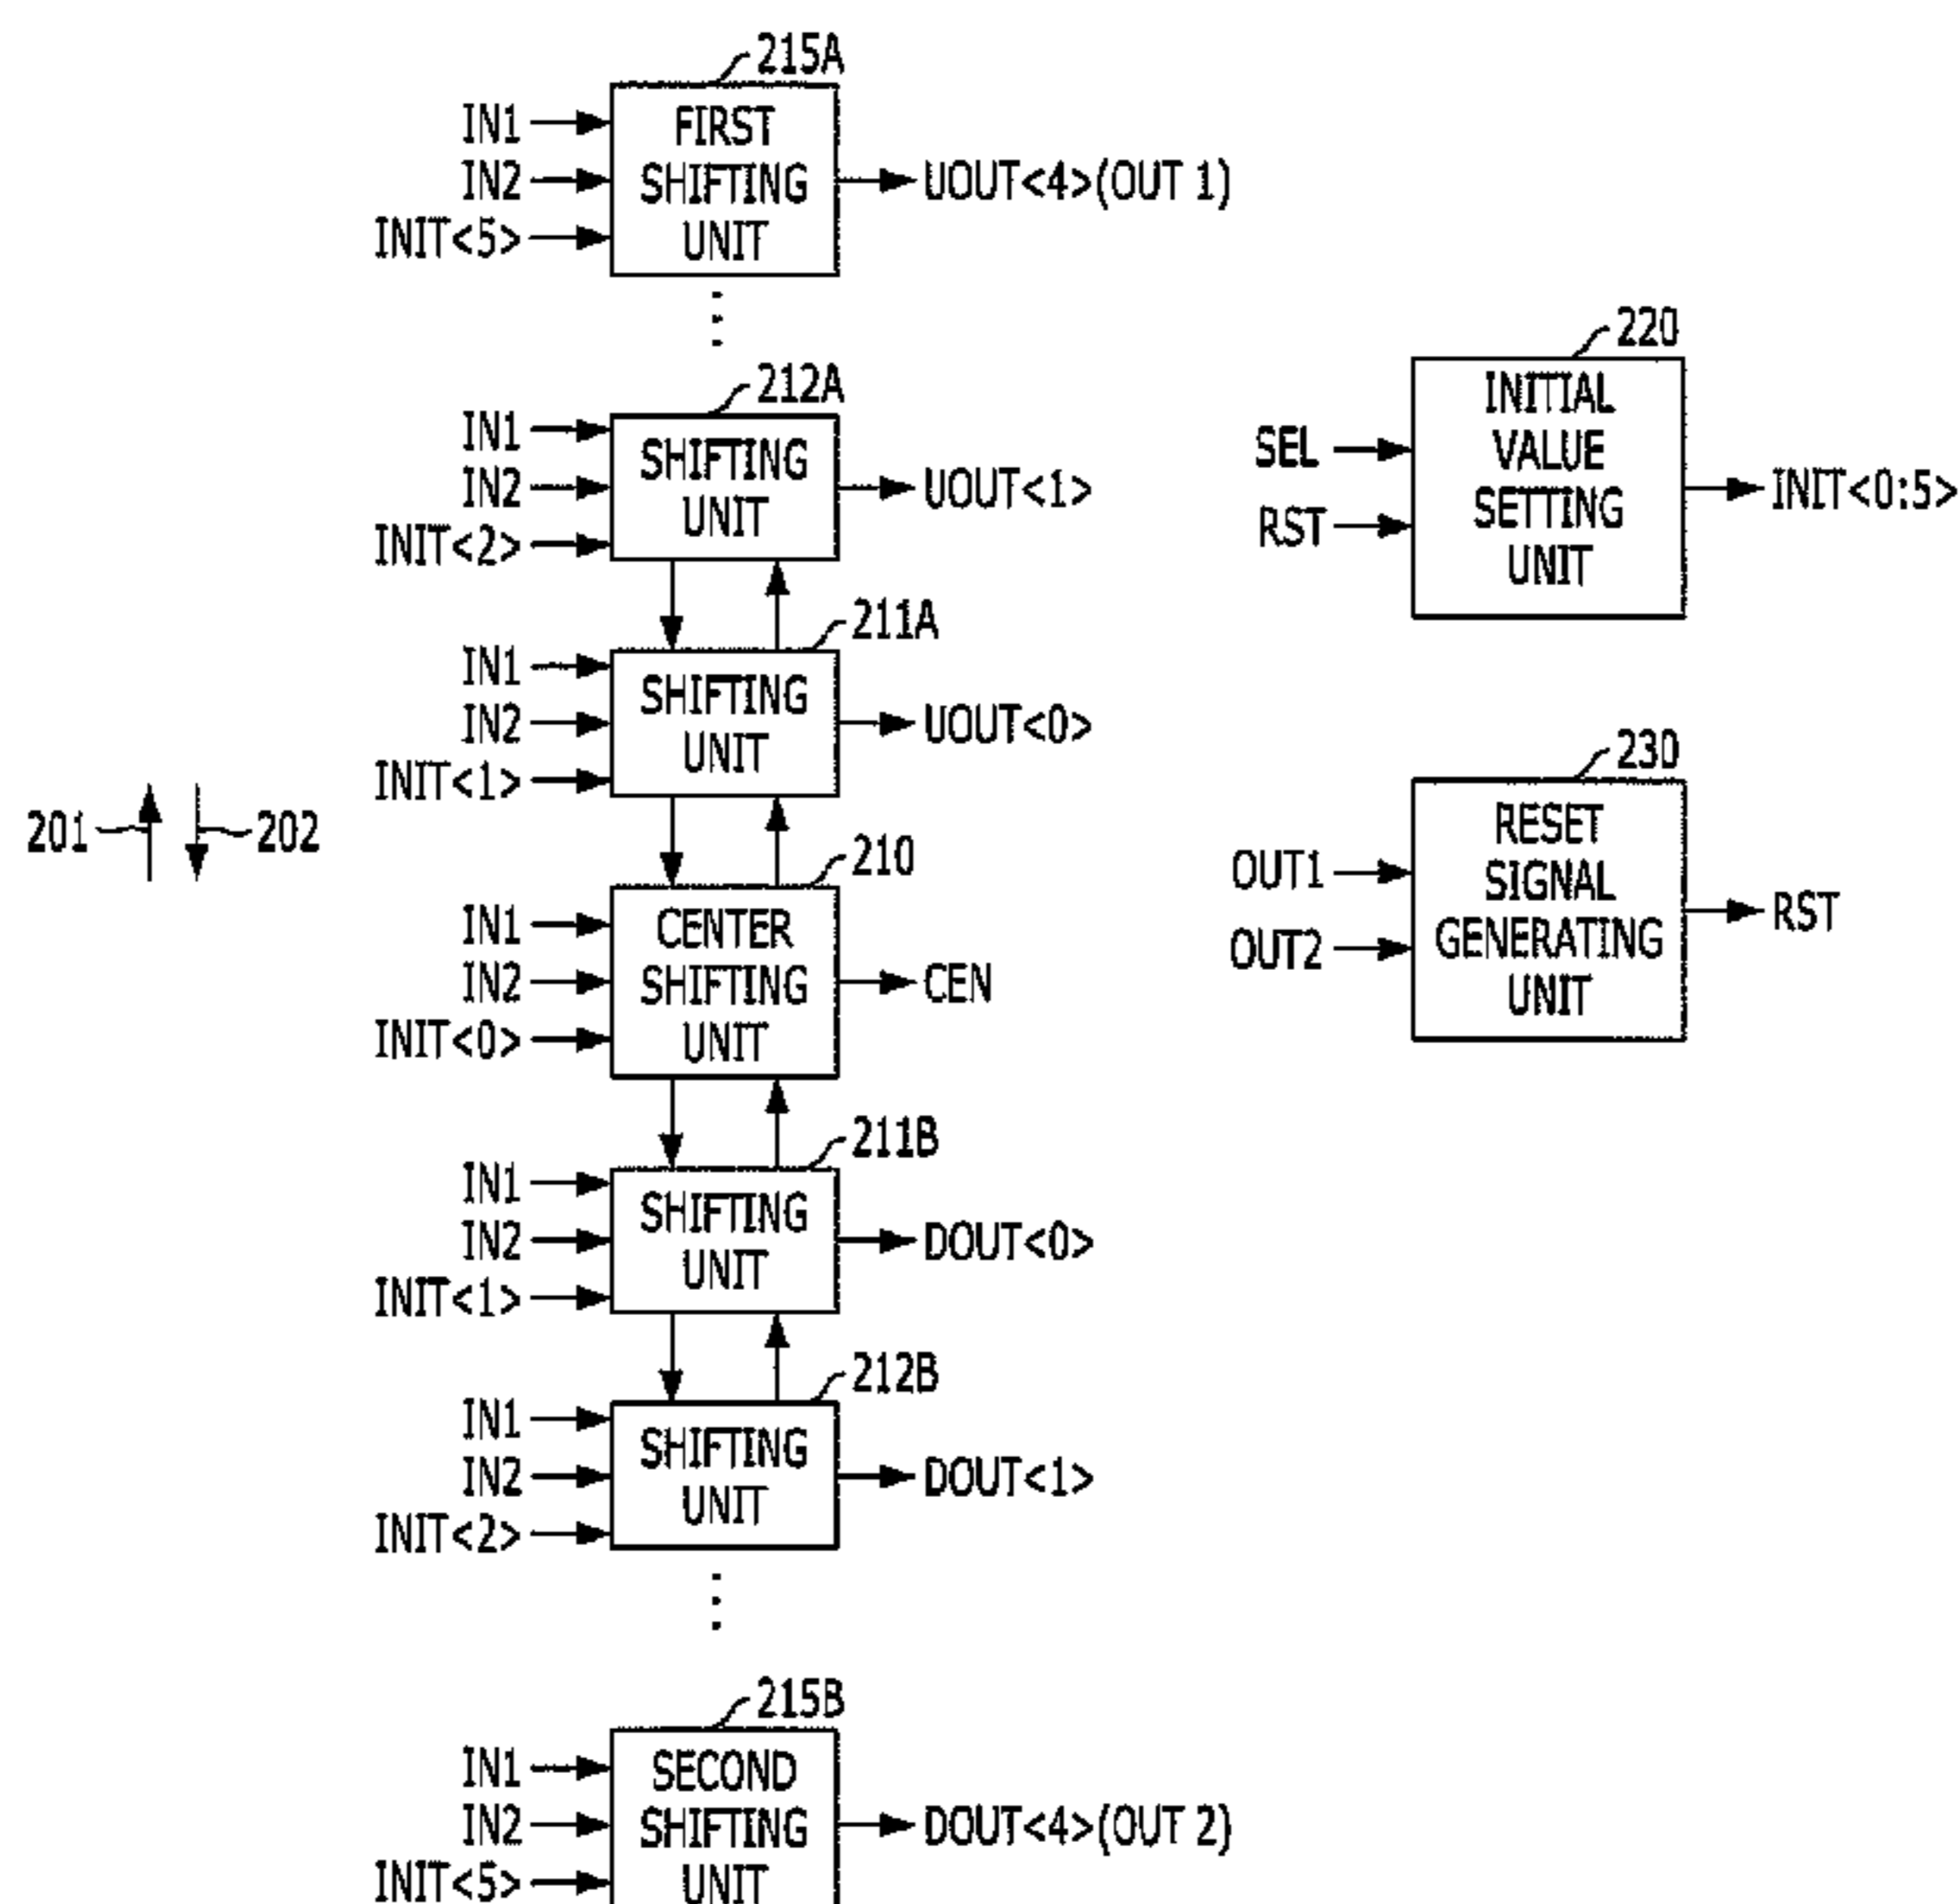 215A
IN1
IN2
INIT<5>
FIRST
SHIFTING
UNIT
UOUT<4>(OUT 1)
212A
IN1
IN2
INIT<2>
SHIFTING
UNIT
UOUT<1>
211A
IN1
IN2
INIT<1>
SHIFTING
UNIT
UOUT<0>
201
202
210
IN1
IN2
INIT<0>
CENTER
SHIFTING
UNIT
CEN
211B
IN1
IN2
INIT<1>
SHIFTING
UNIT
DOUT<0>
212B
IN1
IN2
INIT<2>
SHIFTING
UNIT
DOUT<1>
215B
IN1
IN2
INIT<5>
SECOND
SHIFTING
UNIT
DOUT<4>(OUT 2)
220
SEL
RST
INITIAL
VALUE
SETTING
UNIT
INIT<0:5>
230
OUT1
OUT2
RESET
SIGNAL
GENERATING
UNIT
RST